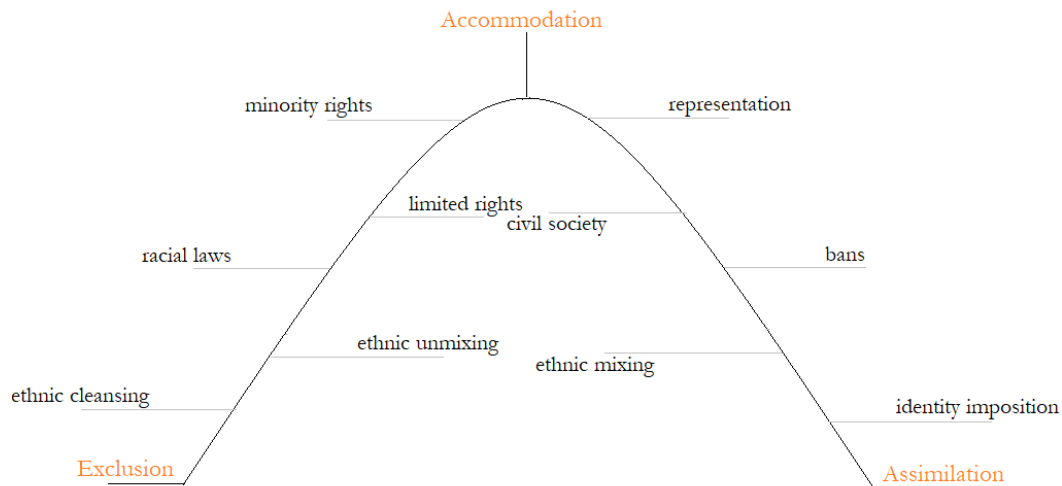 Accommodation
minority rights
representation
limited rights
civil society
racial laws
bans
ethnic unmixing
ethnic mixing
ethnic cleansing
identity imposition
Exclusion
Assimilation